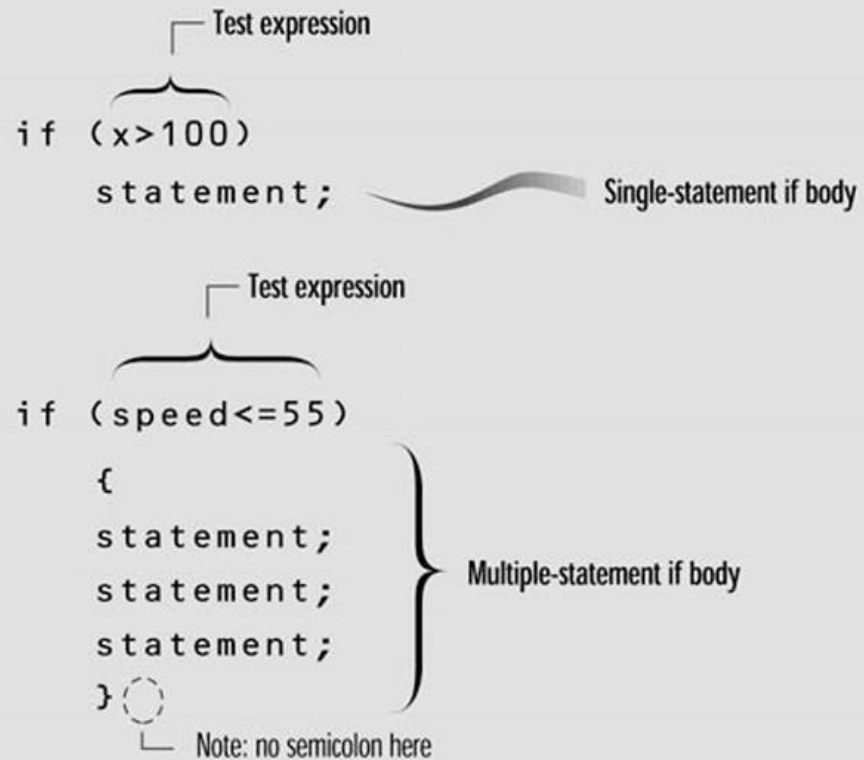 Test expression
if (x>100)
statement;
Single-statement if body
Test expression
if (speed<=55)
{
statement;
statement;
statement;
}
Multiple-statement if body
Note: no semicolon here